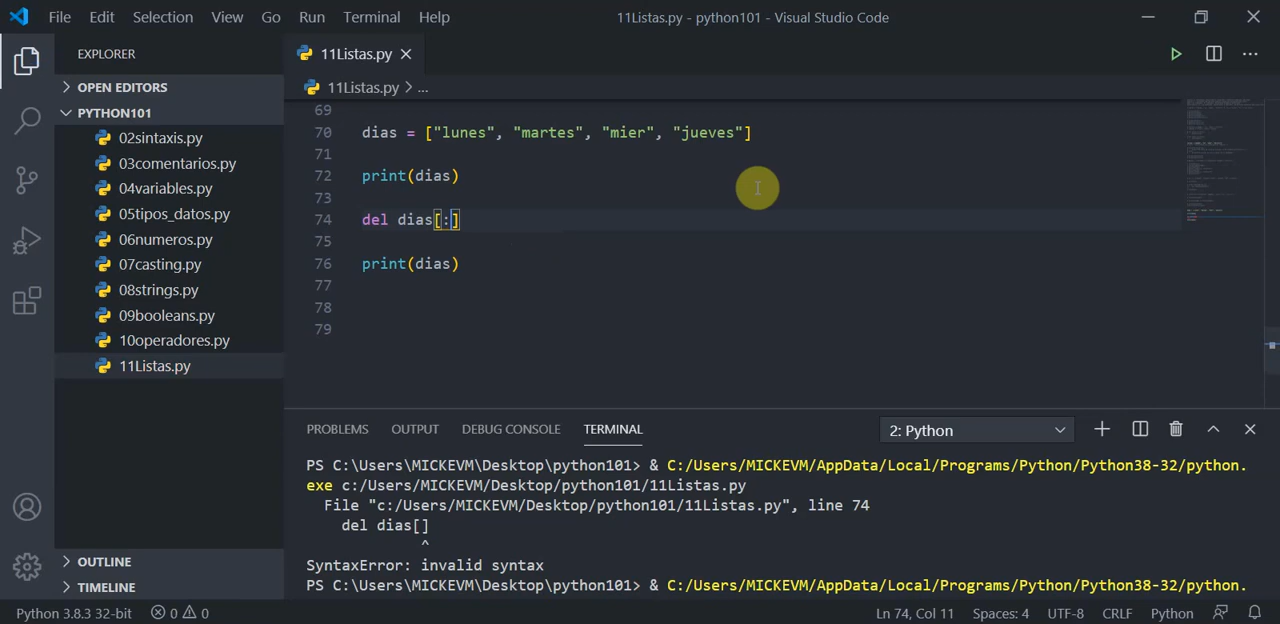 File Edit Selection View Go Run Terminal Help 11Listas.py - python101 - Visual Studio Code
EXPLORER
OPEN EDITORS
PYTHON101
02sintaxis.py
03comentarios.py
04variables.py
05tipos_datos.py
06numeros.py
07casting.py
08strings.py
09booleans.py
10operadores.py
11Listas.py
OUTLINE
TIMELINE
11Listas.py
11Listas.py > ...
69
70 dias = ["lunes", "martes", "mier", "jueves"]
71
72 print(dias)
73
74 del dias[:]
75
76 print(dias)
77
78
79
PROBLEMS OUTPUT DEBUG CONSOLE TERMINAL 2: Python
PS C:\Users\MICKEVM\Desktop\python101> & C:/Users/MICKEVM/AppData/Local/Programs/Python/Python38-32/python.
exe c:/Users/MICKEVM/Desktop/python101/11Listas.py
File "c:/Users/MICKEVM/Desktop/python101/11Listas.py", line 74
del dias[]
^
SyntaxError: invalid syntax
PS C:\Users\MICKEVM\Desktop\python101> & C:/Users/MICKEVM/AppData/Local/Programs/Python/Python38-32/python.
Python 3.8.3 32-bit 0 0 Ln 74, Col 11 Spaces: 4 UTF-8 CRLF Python